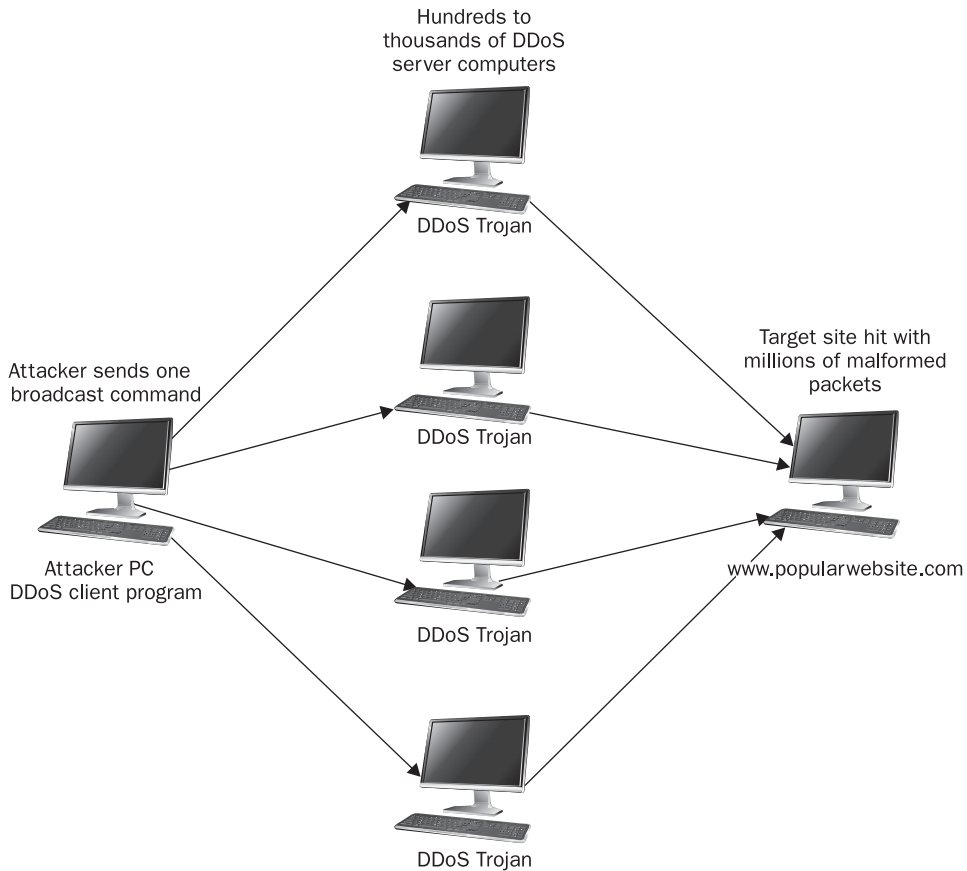 Hundreds to
thousands of DDoS
server computers
DDoS Trojan
Attacker sends one
broadcast command
Attacker PC
DDoS client program
DDoS Trojan
DDoS Trojan
DDoS Trojan
Target site hit with
millions of malformed
packets
www.popularwebsite.com